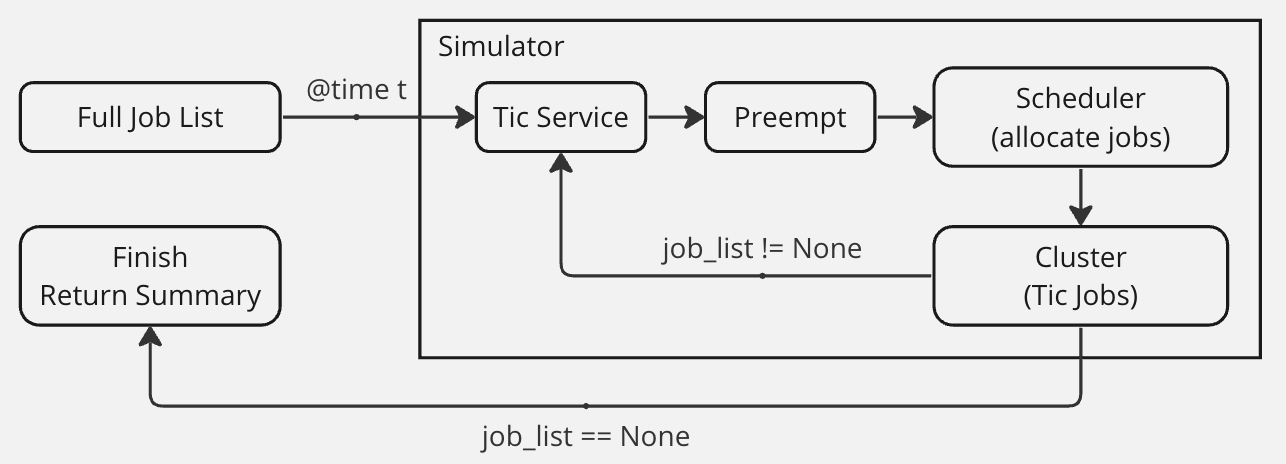 Simulator
@time t
Full Job List
Tic Service
Preempt
Scheduler
(allocate jobs)
job_list != None
Cluster
(Tic Jobs)
Finish
Return Summary
job_list == None